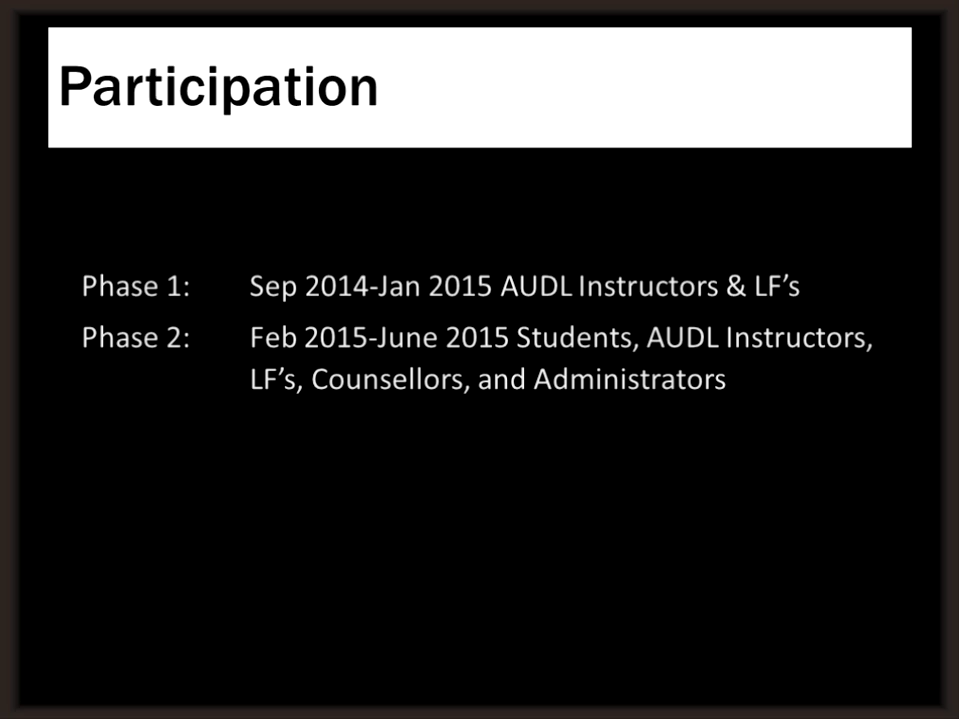 Participation
Phase 1: Sep 2014-Jan 2015 AUDL Instructors & LF’s
Phase 2: Feb 2015-June 2015 Students, AUDL Instructors,
LF’s, Counsellors, and Administrators